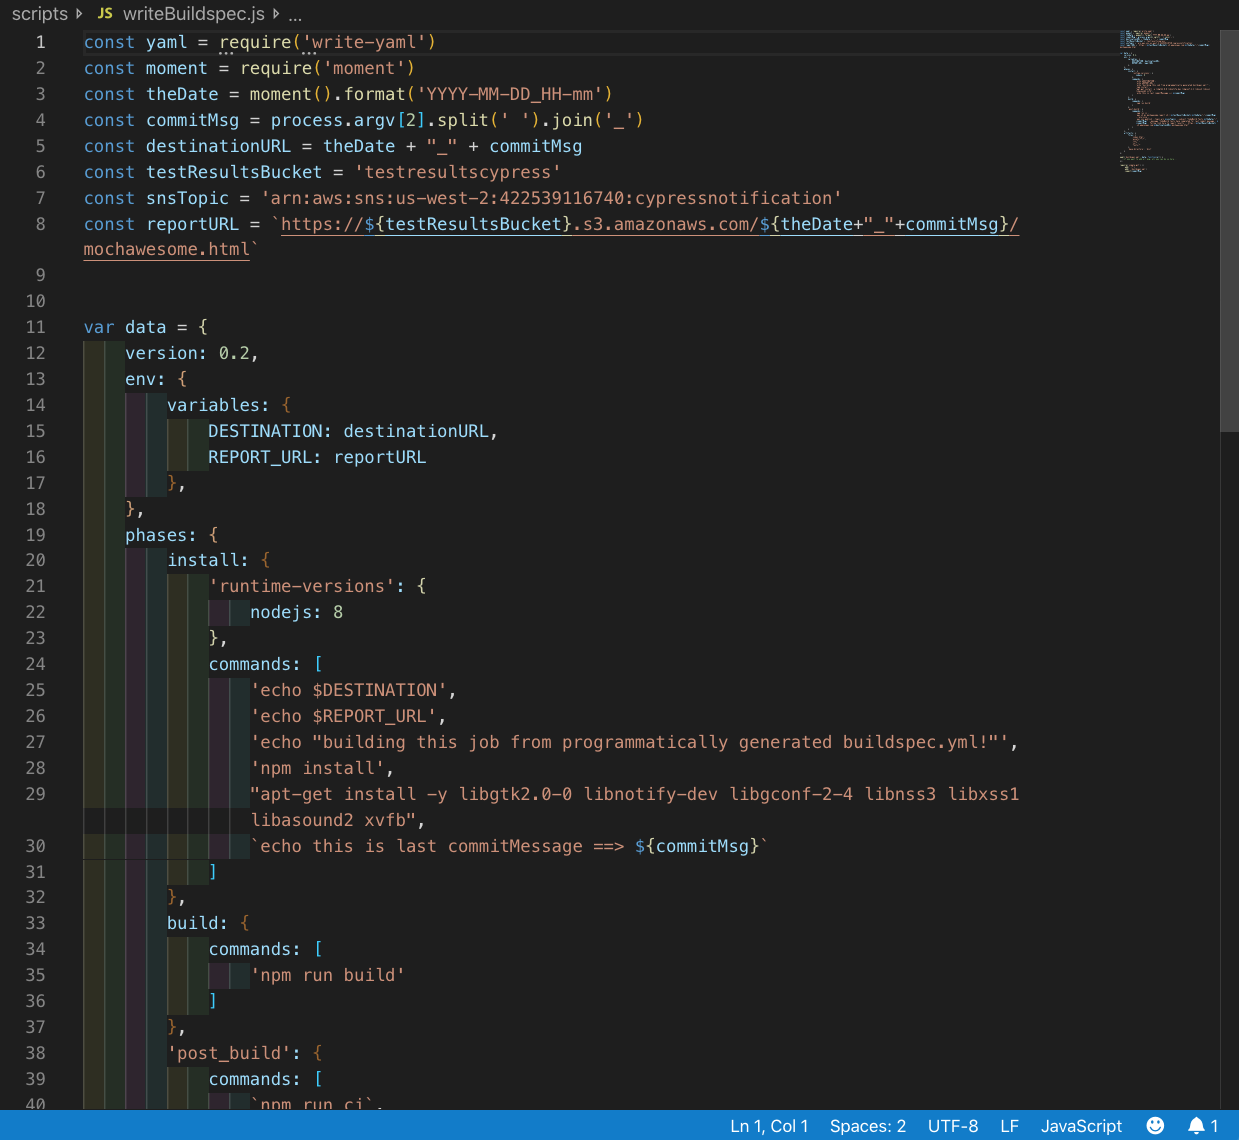 scripts JS writeBuildspec.js ...
1 const yaml = require('write-yaml')
2 const moment = require('moment')
3 const theDate = moment().format('YYYY-MM-DD_HH-mm')
4 const commitMsg = process.argv[2].split(' ').join('_')
5 const destinationURL = theDate + "_" + commitMsg
6 const testResultsBucket = 'testresultscypress'
7 const snsTopic = 'arn:aws:sns:us-west-2:422539116740:cypressnotification'
8 const reportURL = `https://${testResultsBucket}.s3.amazonaws.com/${theDate+"_"+commitMsg}/
mochawesome.html`
9
10
11 var data = {
12 version: 0.2,
13 env: {
14 variables: {
15 DESTINATION: destinationURL,
16 REPORT_URL: reportURL
17 },
18 },
19 phases: {
20 install: {
21 'runtime-versions': {
22 nodejs: 8
23 },
24 commands: [
25 'echo $DESTINATION',
26 'echo $REPORT_URL',
27 'echo "building this job from programmatically generated buildspec.yml!"',
28 'npm install',
29 "apt-get install -y libgtk2.0-0 libnotify-dev libgconf-2-4 libnss3 libxss1
libasound2 xvfb",
30 `echo this is last commitMessage ==> ${commitMsg}`
31 ]
32 },
33 build: {
34 commands: [
35 'npm run build'
36 ]
37 },
38 'post_build': {
39 commands: [
40 `npm run ci`,
Ln 1, Col 1 Spaces: 2 UTF-8 LF JavaScript 1